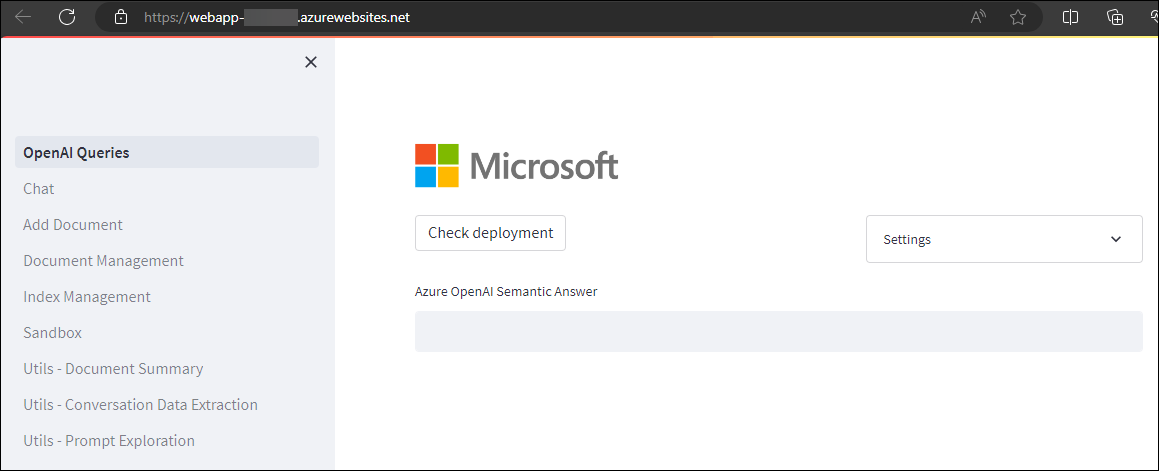 https://webapp-.azurewebsites.net
OpenAI Queries
Chat
Add Document
Document Management
Index Management
Sandbox
Utils - Document Summary
Utils - Conversation Data Extraction
Utils - Prompt Exploration
Microsoft
Check deployment
Settings
Azure OpenAI Semantic Answer